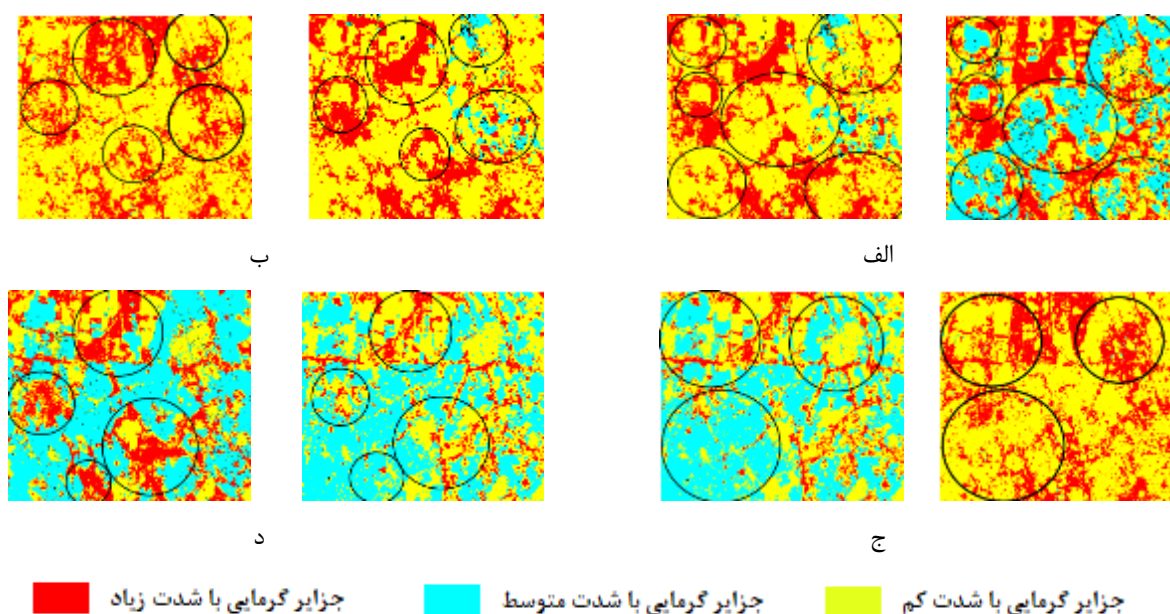 الف
ب
ج
د
جزایر گرمایی با شدت کم
جزایر گرمایی با شدت متوسط
جزایر گرمایی با شدت زیاد